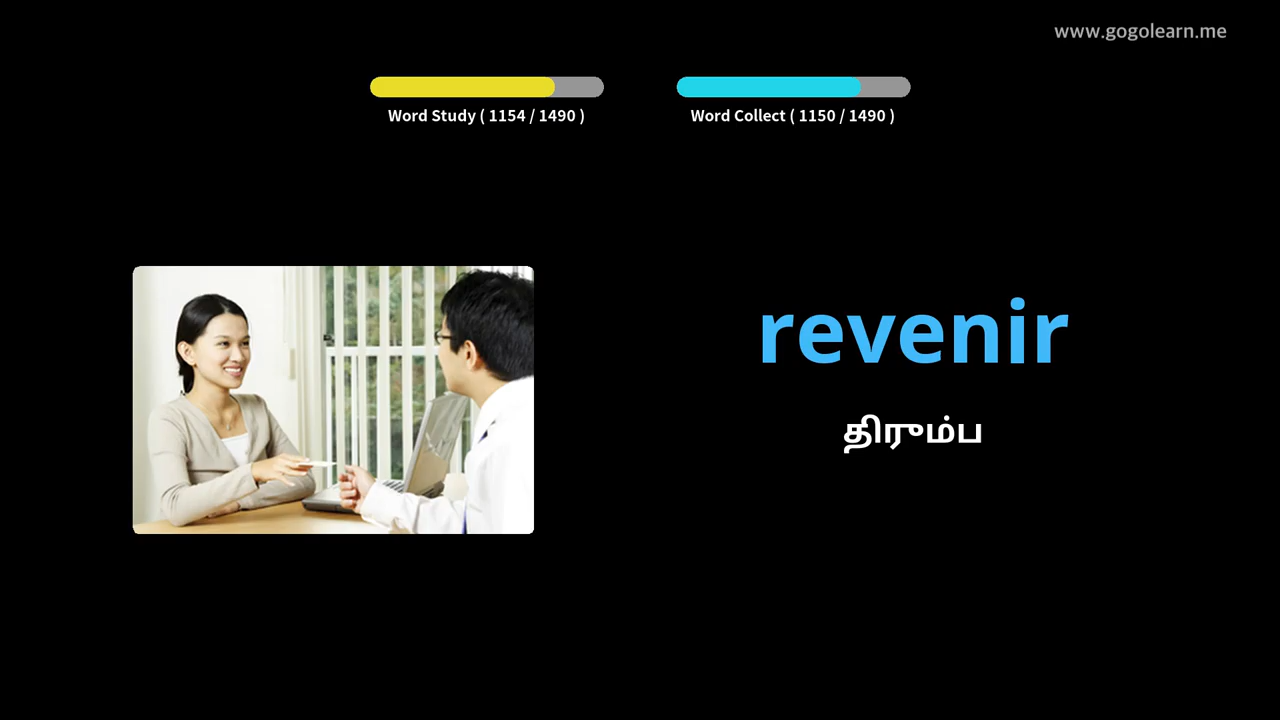 www.gogolearn.me
Word Study ( 1154 / 1490 )
Word Collect ( 1150 / 1490 )
revenir
திரும்ப